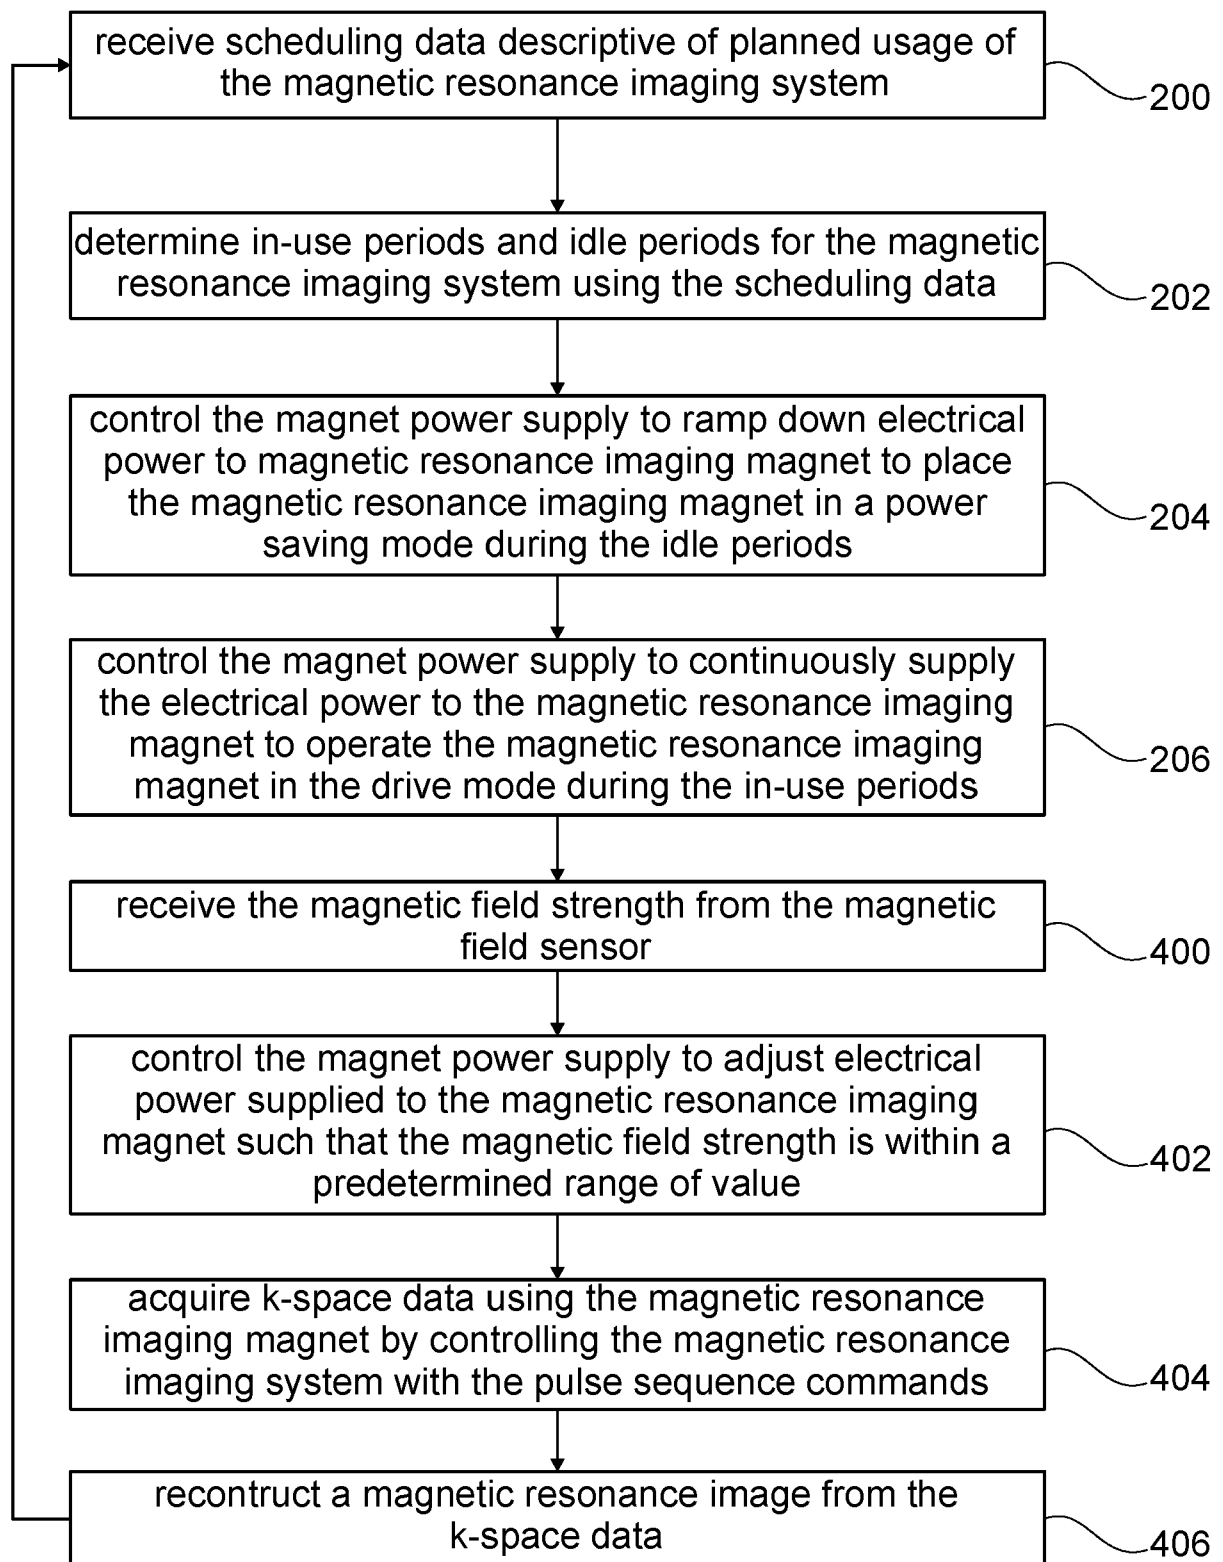 receive scheduling data descriptive of planned usage of
the magnetic resonance imaging system
200
determine in-use periods and idle periods for the magnetic
resonance imaging system using the scheduling data
202
control the magnet power supply to ramp down electrical
power to magnetic resonance imaging magnet to place
the magnetic resonance imaging magnet in a power
saving mode during the idle periods
204
control the magnet power supply to continuously supply
the electrical power to the magnetic resonance imaging
magnet to operate the magnetic resonance imaging
magnet in the drive mode during the in-use periods
206
receive the magnetic field strength from the magnetic
field sensor
400
control the magnet power supply to adjust electrical
power supplied to the magnetic resonance imaging
magnet such that the magnetic field strength is within a
predetermined range of value
402
acquire k-space data using the magnetic resonance
imaging magnet by controlling the magnetic resonance
imaging system with the pulse sequence commands
404
recontruct a magnetic resonance image from the
k-space data
406